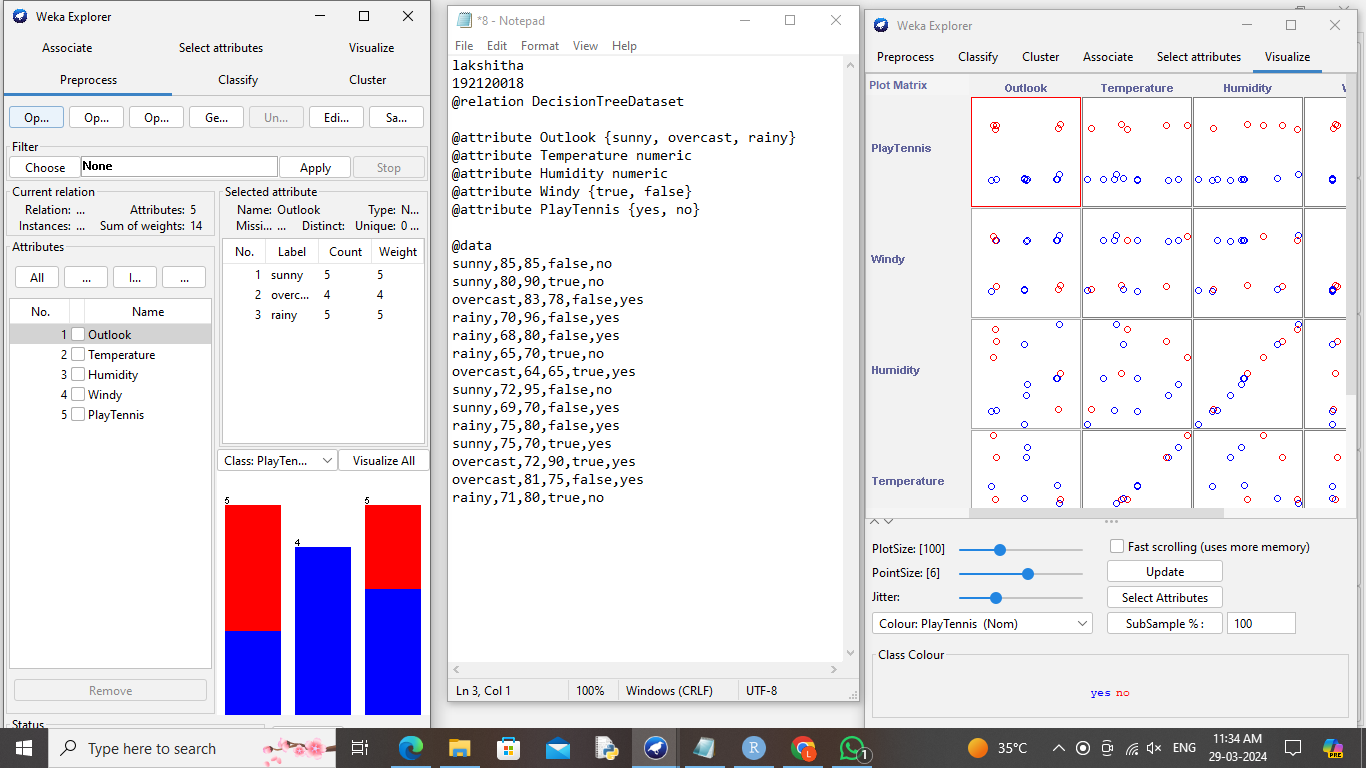 Weka Explorer
Associate Select attributes Visualize
Preprocess Classify Cluster
Op... Op... Op... Ge... Un... Edi... Sa...
Filter
Choose None Apply Stop
Current relation
Relation: ... Attributes: 5
Instances: ... Sum of weights: 14
Attributes
All ... I... ...
No. Name
1 Outlook
2 Temperature
3 Humidity
4 Windy
5 PlayTennis
Remove
Status
Selected attribute
Name: Outlook Type: N...
Missi... ... Distinct: Unique: 0 ...
No. Label Count Weight
1 sunny 5 5
2 overc... 4 4
3 rainy 5 5
Class: PlayTen... Visualize All
5 4 5
*8 - Notepad
File Edit Format View Help
lakshitha
192120018
@relation DecisionTreeDataset
@attribute Outlook {sunny, overcast, rainy}
@attribute Temperature numeric
@attribute Humidity numeric
@attribute Windy {true, false}
@attribute PlayTennis {yes, no}
@data
sunny,85,85,false,no
sunny,80,90,true,no
overcast,83,78,false,yes
rainy,70,96,false,yes
rainy,68,80,false,yes
rainy,65,70,true,no
overcast,64,65,true,yes
sunny,72,95,false,no
sunny,69,70,false,yes
rainy,75,80,false,yes
sunny,75,70,true,yes
overcast,72,90,true,yes
overcast,81,75,false,yes
rainy,71,80,true,no
Ln 3, Col 1 100% Windows (CRLF) UTF-8
Weka Explorer
Preprocess Classify Cluster Associate Select attributes Visualize
Plot Matrix Outlook Temperature Humidity
PlayTennis
Windy
Humidity
Temperature
PlotSize: [100] Fast scrolling (uses more memory)
PointSize: [6] Update
Jitter: Select Attributes
Colour: PlayTennis (Nom) SubSample % : 100
Class Colour
yes no
Type here to search
R L 1
35°C ENG
11:34 AM
29-03-2024
PRE